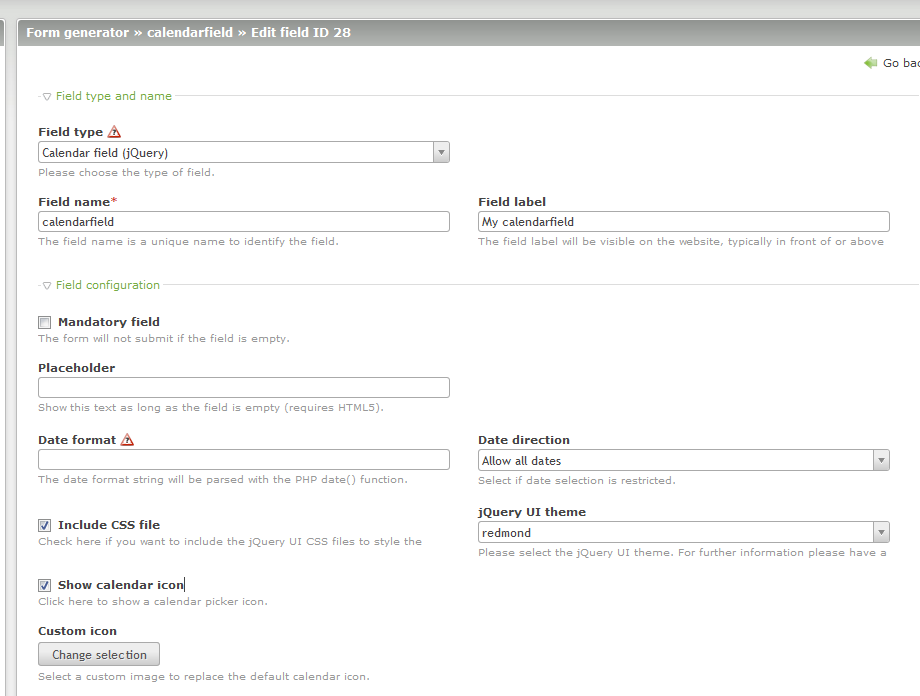 Form generator » calendarfield » Edit field ID 28
Go bac
Field type and name
Field type
Calendar field (jQuery)
Please choose the type of field.
Field name* Field label
calendarfield My calendarfield
The field name is a unique name to identify the field. The field label will be visible on the website, typically in front of or above
Field configuration
Mandatory field
The form will not submit if the field is empty.
Placeholder
Show this text as long as the field is empty (requires HTML5).
Date format Date direction
Allow all dates
The date format string will be parsed with the PHP date() function. Select if date selection is restricted.
Include CSS file jQuery UI theme
Check here if you want to include the jQuery UI CSS files to style the redmond
Please select the jQuery UI theme. For further information please have a
Show calendar icon
Click here to show a calendar picker icon.
Custom icon
Change selection
Select a custom image to replace the default calendar icon.